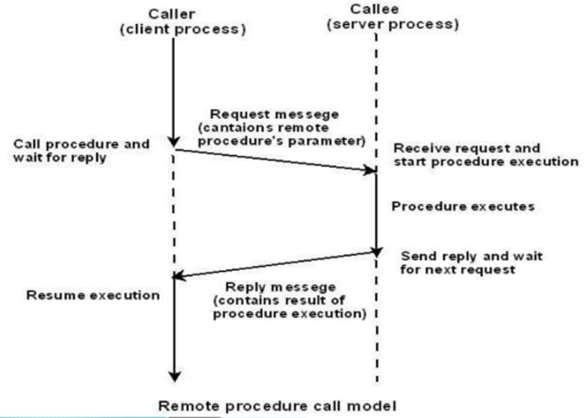 Caller
(client process)
Callee
(server process)
Request messege
(cantaions remote
procedure's parameter)
Call procedure and
wait for reply
Receive request and
start procedure execution
Procedure executes
Send reply and wait
for next request
Reply messege
(contains result of
procedure execution)
Resume execution
Remote procedure call model